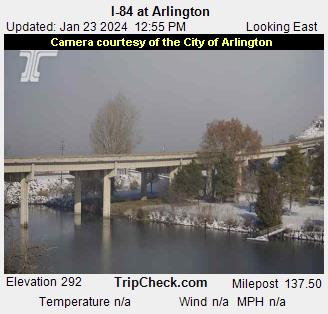 I-84 at Arlington
Updated: Jan 23 2024 12:55 PM Looking East
Camera courtesy of the City of Arlington
Elevation 292 TripCheck.com Milepost 137.50
Temperature n/a Wind n/a MPH n/a